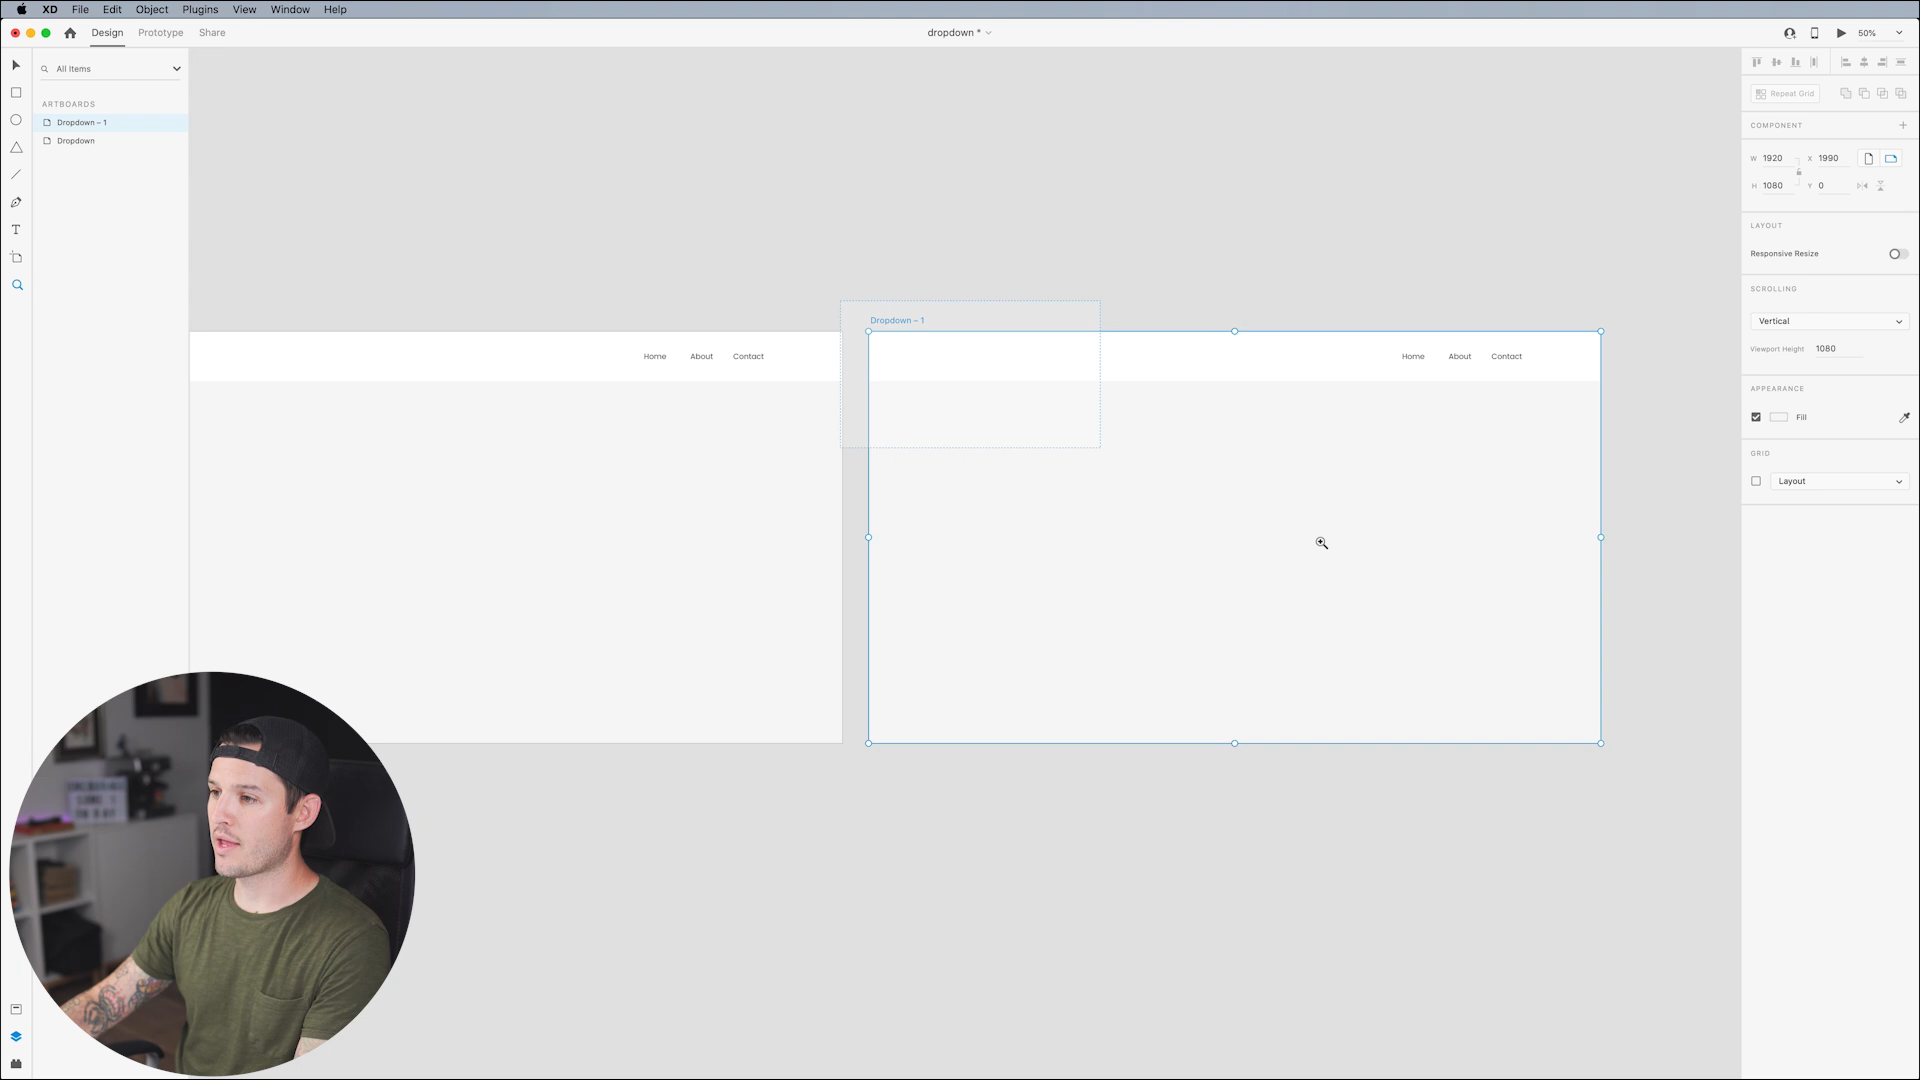 XD File Edit Object Plugins View Window Help
Design Prototype Share
dropdown *
50%
All Items
ARTBOARDS
Dropdown – 1
Dropdown
Dropdown – 1
Home About Contact
Home About Contact
Repeat Grid
COMPONENT
W 1920 X 1990
H 1080 Y 0
LAYOUT
Responsive Resize
SCROLLING
Vertical
Viewport Height 1080
APPEARANCE
Fill
GRID
Layout